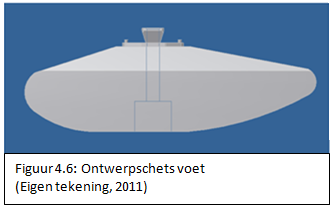 Figuur 4.6: Ontwerpschets voet
(Eigen tekening, 2011)